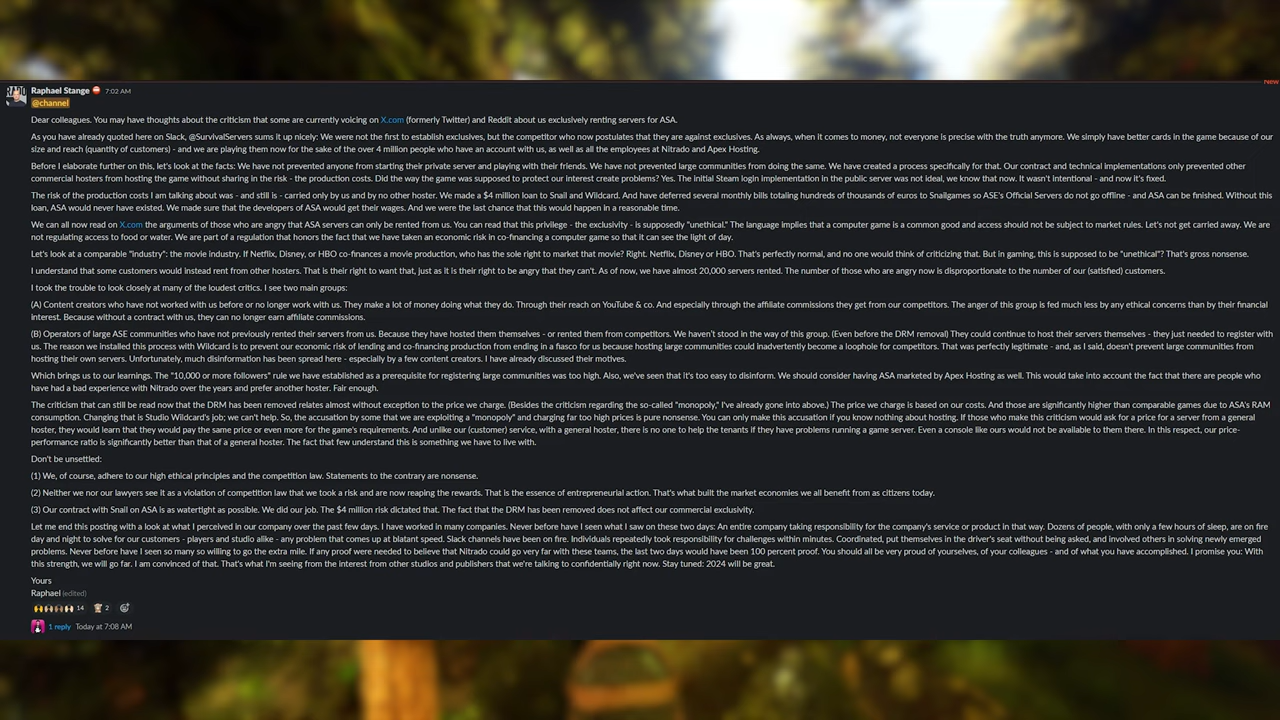 New
Raphael Stange 7:02 AM
@channel
Dear colleagues. You may have thoughts about the criticism that some are currently voicing on X.com (formerly Twitter) and Reddit about us exclusively renting servers for ASA.
As you have already quoted here on Slack, @SurvivalServers sums it up nicely: We were not the first to establish exclusives, but the competitor who now postulates that they are against exclusives. As always, when it comes to money, not everyone is precise with the truth anymore. We simply have better cards in the game because of our
size and reach (quantity of customers) - and we are playing them now for the sake of the over 4 million people who have an account with us, as well as all the employees at Nitrado and Apex Hosting.
Before I elaborate further on this, let's look at the facts: We have not prevented anyone from starting their private server and playing with their friends. We have not prevented large communities from doing the same. We have created a process specifically for that. Our contract and technical implementations only prevented other
commercial hosters from hosting the game without sharing in the risk - the production costs. Did the way the game was supposed to protect our interest create problems? Yes. The initial Steam login implementation in the public server was not ideal, we know that now. It wasn't intentional - and now it's fixed.
The risk of the production costs I am talking about was - and still is - carried only by us and by no other hoster. We made a $4 million loan to Snail and Wildcard. And have deferred several monthly bills totaling hundreds of thousands of euros to Snailgames so ASE's Official Servers do not go offline - and ASA can be finished. Without this
loan, ASA would never have existed. We made sure that the developers of ASA would get their wages. And we were the last chance that this would happen in a reasonable time.
We can all now read on X.com the arguments of those who are angry that ASA servers can only be rented from us. You can read that this privilege - the exclusivity - is supposedly "unethical." The language implies that a computer game is a common good and access should not be subject to market rules. Let's not get carried away. We are
not regulating access to food or water. We are part of a regulation that honors the fact that we have taken an economic risk in co-financing a computer game so that it can see the light of day.
Let's look at a comparable "industry": the movie industry. If Netflix, Disney, or HBO co-finances a movie production, who has the sole right to market that movie? Right. Netflix, Disney or HBO. That's perfectly normal, and no one would think of criticizing that. But in gaming, this is supposed to be "unethical"? That's gross nonsense.
I understand that some customers would instead rent from other hosters. That is their right to want that, just as it is their right to be angry that they can't. As of now, we have almost 20,000 servers rented. The number of those who are angry now is disproportionate to the number of our (satisfied) customers.
I took the trouble to look closely at many of the loudest critics. I see two main groups:
(A) Content creators who have not worked with us before or no longer work with us. They make a lot of money doing what they do. Through their reach on YouTube & co. And especially through the affiliate commissions they get from our competitors. The anger of this group is fed much less by any ethical concerns than by their financial
interest. Because without a contract with us, they can no longer earn affiliate commissions.
(B) Operators of large ASE communities who have not previously rented their servers from us. Because they have hosted them themselves - or rented them from competitors. We haven't stood in the way of this group. (Even before the DRM removal) They could continue to host their servers themselves - they just needed to register with
us. The reason we installed this process with Wildcard is to prevent our economic risk of lending and co-financing production from ending in a fiasco for us because hosting large communities could inadvertently become a loophole for competitors. That was perfectly legitimate - and, as I said, doesn't prevent large communities from
hosting their own servers. Unfortunately, much disinformation has been spread here - especially by a few content creators. I have already discussed their motives.
Which brings us to our learnings. The "10,000 or more followers" rule we have established as a prerequisite for registering large communities was too high. Also, we've seen that it's too easy to disinform. We should consider having ASA marketed by Apex Hosting as well. This would take into account the fact that there are people who
have had a bad experience with Nitrado over the years and prefer another hoster. Fair enough.
The criticism that can still be read now that the DRM has been removed relates almost without exception to the price we charge. (Besides the criticism regarding the so-called "monopoly," I've already gone into above.) The price we charge is based on our costs. And those are significantly higher than comparable games due to ASA's RAM
consumption. Changing that is Studio Wildcard's job; we can't help. So, the accusation by some that we are exploiting a "monopoly" and charging far too high prices is pure nonsense. You can only make this accusation if you know nothing about hosting. If those who make this criticism would ask for a price for a server from a general
hoster, they would learn that they would pay the same price or even more for the game's requirements. And unlike our (customer) service, with a general hoster, there is no one to help the tenants if they have problems running a game server. Even a console like ours would not be available to them there. In this respect, our price-
performance ratio is significantly better than that of a general hoster. The fact that few understand this is something we have to live with.
Don't be unsettled:
(1) We, of course, adhere to our high ethical principles and the competition law. Statements to the contrary are nonsense.
(2) Neither we nor our lawyers see it as a violation of competition law that we took a risk and are now reaping the rewards. That is the essence of entrepreneurial action. That's what built the market economies we all benefit from as citizens today.
(3) Our contract with Snail on ASA is as watertight as possible. We did our job. The $4 million risk dictated that. The fact that the DRM has been removed does not affect our commercial exclusivity.
Let me end this posting with a look at what I perceived in our company over the past few days. I have worked in many companies. Never before have I seen what I saw on these two days: An entire company taking responsibility for the company's service or product in that way. Dozens of people, with only a few hours of sleep, are on fire
day and night to solve for our customers - players and studio alike - any problem that comes up at blatant speed. Slack channels have been on fire. Individuals repeatedly took responsibility for challenges within minutes. Coordinated, put themselves in the driver's seat without being asked, and involved others in solving newly emerged
problems. Never before have I seen so many so willing to go the extra mile. If any proof were needed to believe that Nitrado could go very far with these teams, the last two days would have been 100 percent proof. You should all be very proud of yourselves, of your colleagues - and of what you have accomplished. I promise you: With
this strength, we will go far. I am convinced of that. That's what I'm seeing from the interest from other studios and publishers that we're talking to confidentially right now. Stay tuned: 2024 will be great.
Yours
Raphael (edited)
14 2
1 reply Today at 7:08 AM